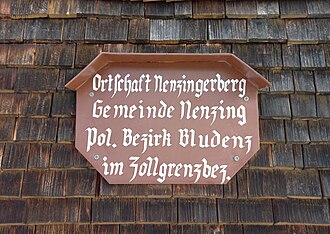 Ortschaft Nenzingerberg
Gemeinde Nenzing
Pol. Bezirk Bludenz
im Zollgrenzbez.